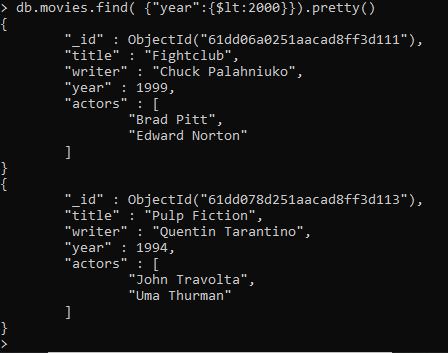 > db.movies.find( {"year":{$lt:2000}}).pretty()
{
        "_id" : ObjectId("61dd06a0251aacad8ff3d111"),
        "title" : "Fightclub",
        "writer" : "Chuck Palahniuko",
        "year" : 1999,
        "actors" : [
                "Brad Pitt",
                "Edward Norton"
        ]
}
{
        "_id" : ObjectId("61dd078d251aacad8ff3d113"),
        "title" : "Pulp Fiction",
        "writer" : "Quentin Tarantino",
        "year" : 1994,
        "actors" : [
                "John Travolta",
                "Uma Thurman"
        ]
}
>